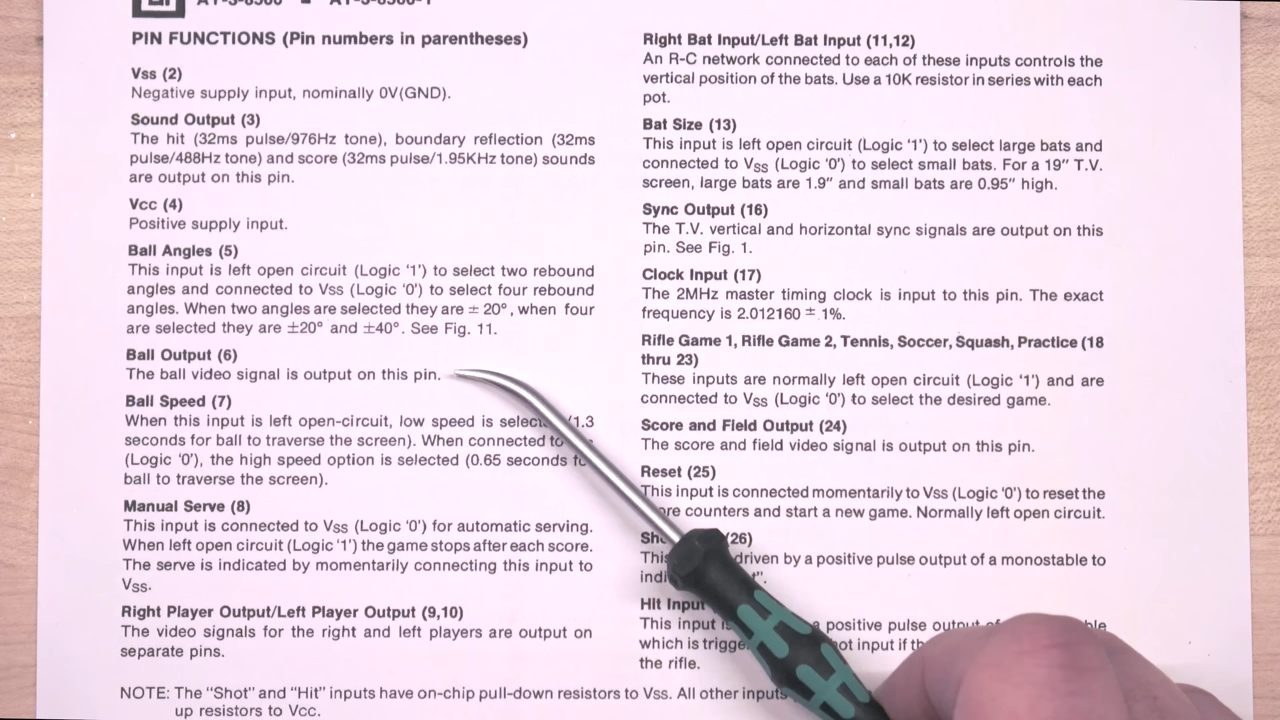 PIN FUNCTIONS (Pin numbers in parentheses)
Vss (2)
Negative supply input, nominally 0V(GND).
Sound Output (3)
The hit (32ms pulse/976Hz tone), boundary reflection (32ms
pulse/488Hz tone) and score (32ms pulse/1.95KHz tone) sounds
are output on this pin.
Vcc (4)
Positive supply input.
Ball Angles (5)
This input is left open circuit (Logic '1') to select two rebound
angles and connected to Vss (Logic '0') to select four rebound
angles. When two angles are selected they are ± 20°, when four
are selected they are ±20° and ±40°. See Fig. 11.
Ball Output (6)
The ball video signal is output on this pin.
Ball Speed (7)
When this input is left open-circuit, low speed is (1.3
seconds for ball to traverse the screen). When connected to
(Logic '0'), the high speed option is selected (0.65 seconds
ball to traverse the screen).
Manual Serve (8)
This input is connected to VSS (Logic '0') for automatic serving.
When left open circuit (Logic '1') the game stops after each score.
The serve is indicated by momentarily connecting this input to
VSS.
Right Player Output/Left Player Output (9,10)
The video signals for the right and left players are output on
separate pins.
Right Bat Input/Left Bat Input (11,12)
An R-C network connected to each of these inputs controls the
vertical position of the bats. Use a 10K resistor in series with each
pot.
Bat Size (13)
This input is left open circuit (Logic '1') to select large bats and
connected to VSS (Logic '0') to select small bats. For a 19" T.V.
screen, large bats are 1.9" and small bats are 0.95" high.
Sync Output (16)
The T.V. vertical and horizontal sync signals are output on this
pin. See Fig. 1.
Clock Input (17)
The 2MHz master timing clock is input to this pin. The exact
frequency is 2.012160 ± 1%.
Rifle Game 1, Rifle Game 2, Tennis, Soccer, Squash, Practice (18
thru 23)
These inputs are normally left open circuit (Logic '1') and are
connected to VSS (Logic '0') to select the desired game.
Score and Field Output (24)
The score and field video signal is output on this pin.
Reset (25)
This input is connected momentarily to Vss (Logic '0') to reset the
counters and start a new game. Normally left open circuit.
(26)
This driven by a positive pulse output of a monostable to
Hit Input
This input positive pulse output
which is input if
the rifle.
NOTE: The "Shot" and "Hit" inputs have on-chip pull-down resistors to Vss. All other inputs
up resistors to Vcc.